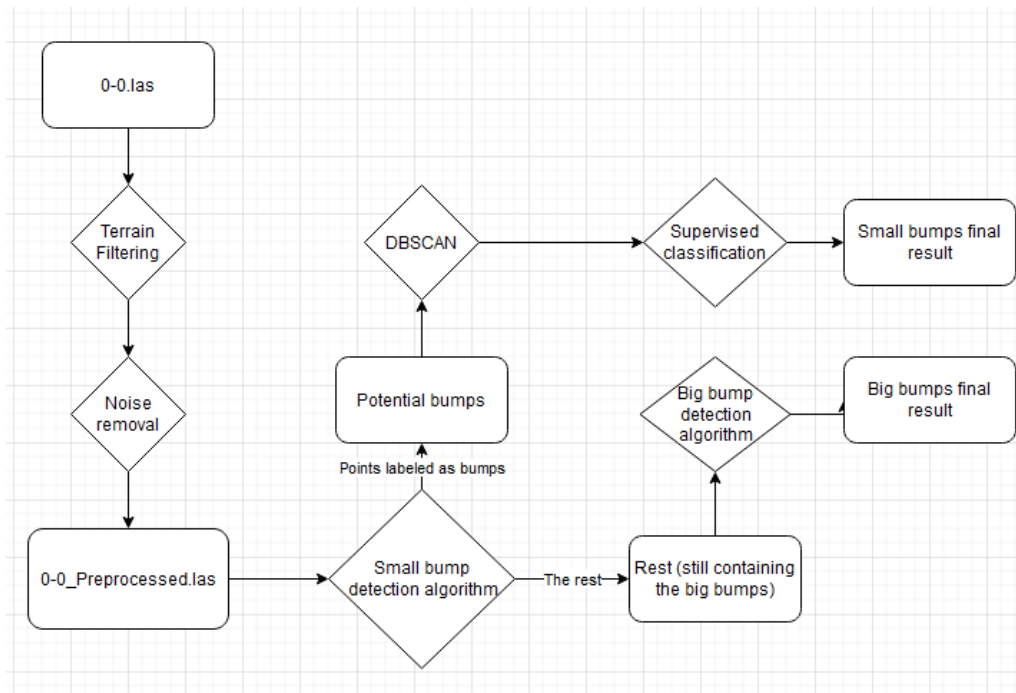 0-0.las
Terrain
Filtering
Noise
removal
0-0_Preprocessed.las
Small bump
detection algorithm
Points labeled as bumps
Potential bumps
DBSCAN
Supervised
classification
Small bumps final
result
The rest
Rest (still containing
the big bumps)
Big bump
detection
algorithm
Big bumps final
result